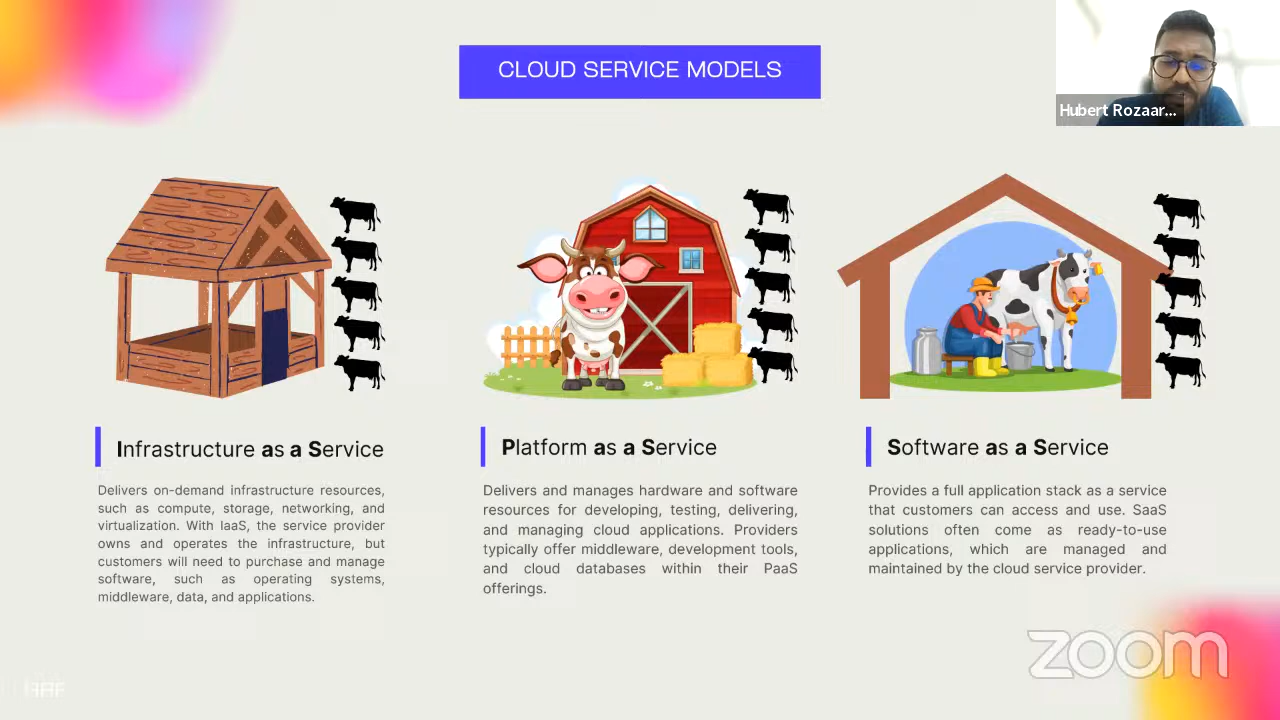 CLOUD SERVICE MODELS
Hubert Rozaar...
Infrastructure as a Service
Delivers on-demand infrastructure resources,
such as compute, storage, networking, and
virtualization. With IaaS, the service provider
owns and operates the infrastructure, but
customers will need to purchase and manage
software, such as operating systems,
middleware, data, and applications.
Platform as a Service
Delivers and manages hardware and software
resources for developing, testing, delivering,
and managing cloud applications. Providers
typically offer middleware, development tools,
and cloud databases within their PaaS
offerings.
Software as a Service
Provides a full application stack as a service
that customers can access and use. SaaS
solutions often come as ready-to-use
applications, which are managed and
maintained by the cloud service provider.
zoom